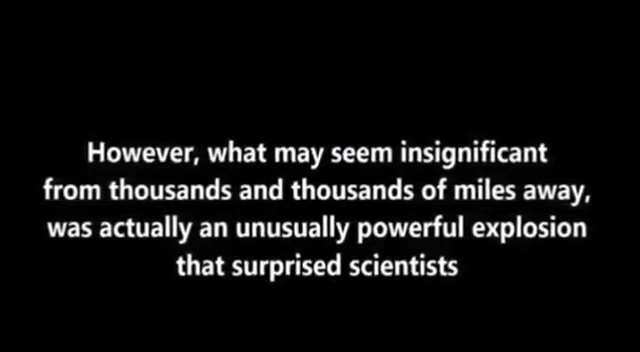 However, what may seem insignificant
from thousands and thousands of miles away,
was actually an unusually powerful explosion
that surprised scientists